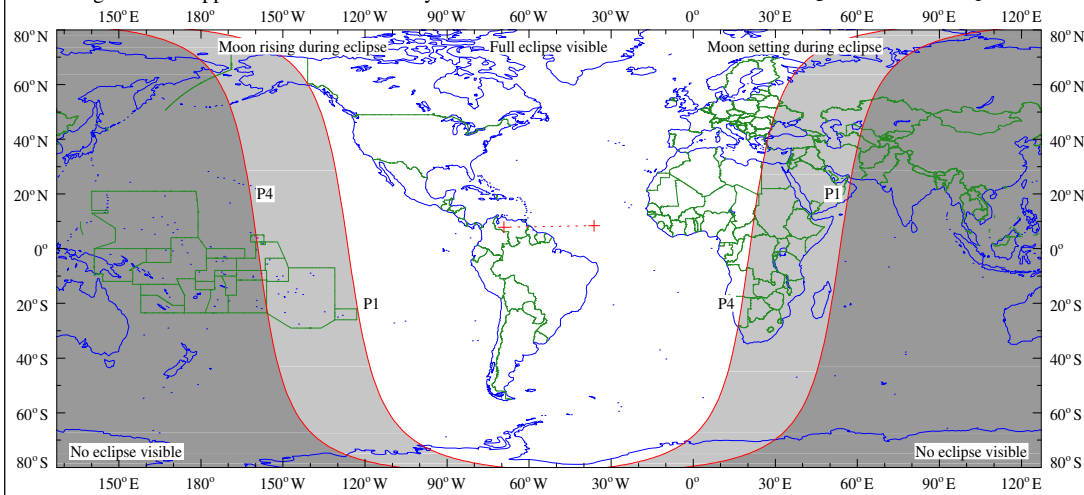 150° E 180° 150° W 120° W 90° W 60° W 30° W 0° 30° E 60° E 90° E 120° E
80° N 80° N
Moon rising during eclipse Full eclipse visible Moon setting during eclipse
60° N 60° N
40° N 40° N
20° N P4 P1 20° N
0° 0°
20° S P1 P4 20° S
40° S 40° S
60° S 60° S
No eclipse visible No eclipse visible
80° S 80° S
150° E 180° 150° W 120° W 90° W 60° W 30° W 0° 30° E 60° E 90° E 120° E